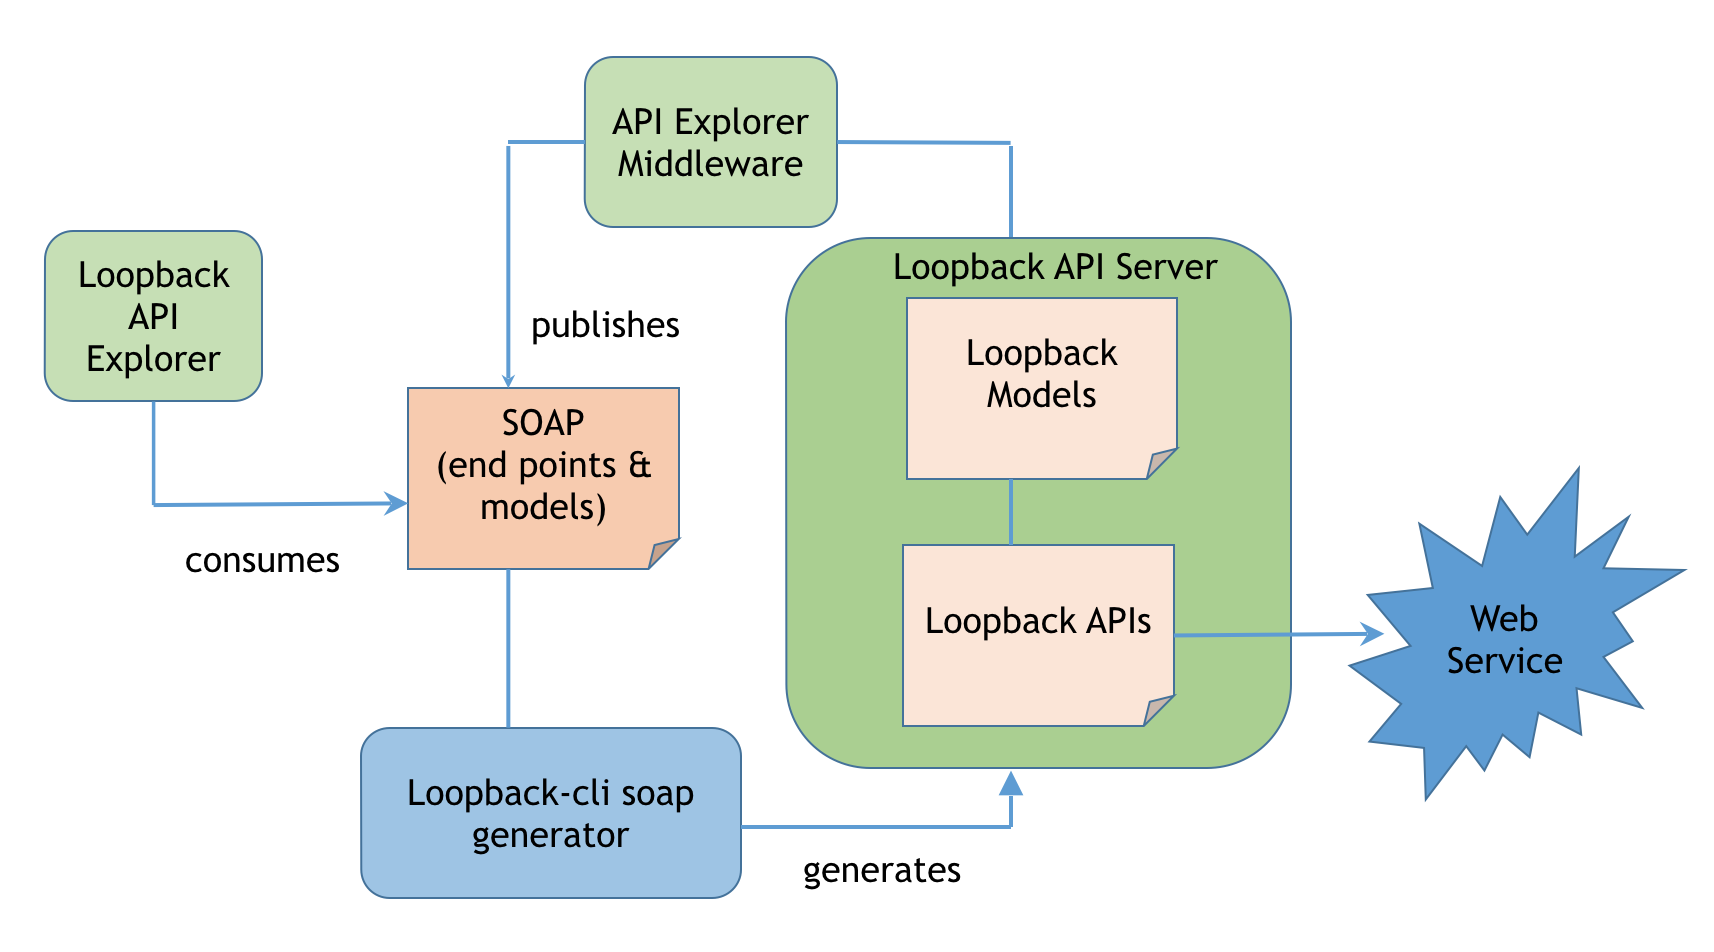 API Explorer
Middleware
Loopback
API
Explorer
publishes
SOAP
(end points &
models)
consumes
Loopback API Server
Loopback
Models
Loopback APIs
Web
Service
Loopback-cli soap
generator
generates